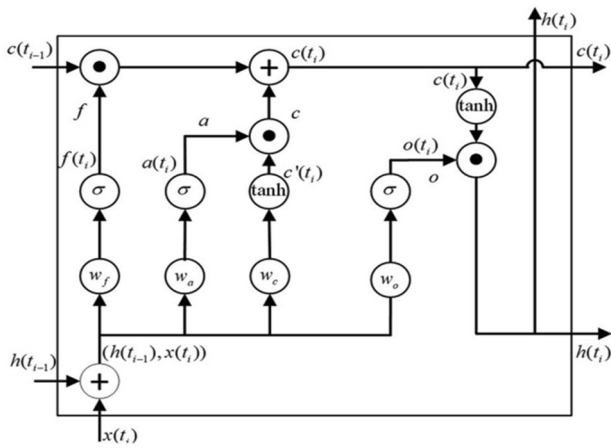 h(t_i)
c(t_{i-1}) c(t_i) c(t_i)
+
c(t_i)
tanh
f a c
o(t_i)
f(t_i) a(t_i) c'(t_i) o
σ σ tanh σ
w_f w_a w_c w_o
(h(t_{i-1}), x(t_i)) h(t_i)
h(t_{i-1})
+
x(t_i)